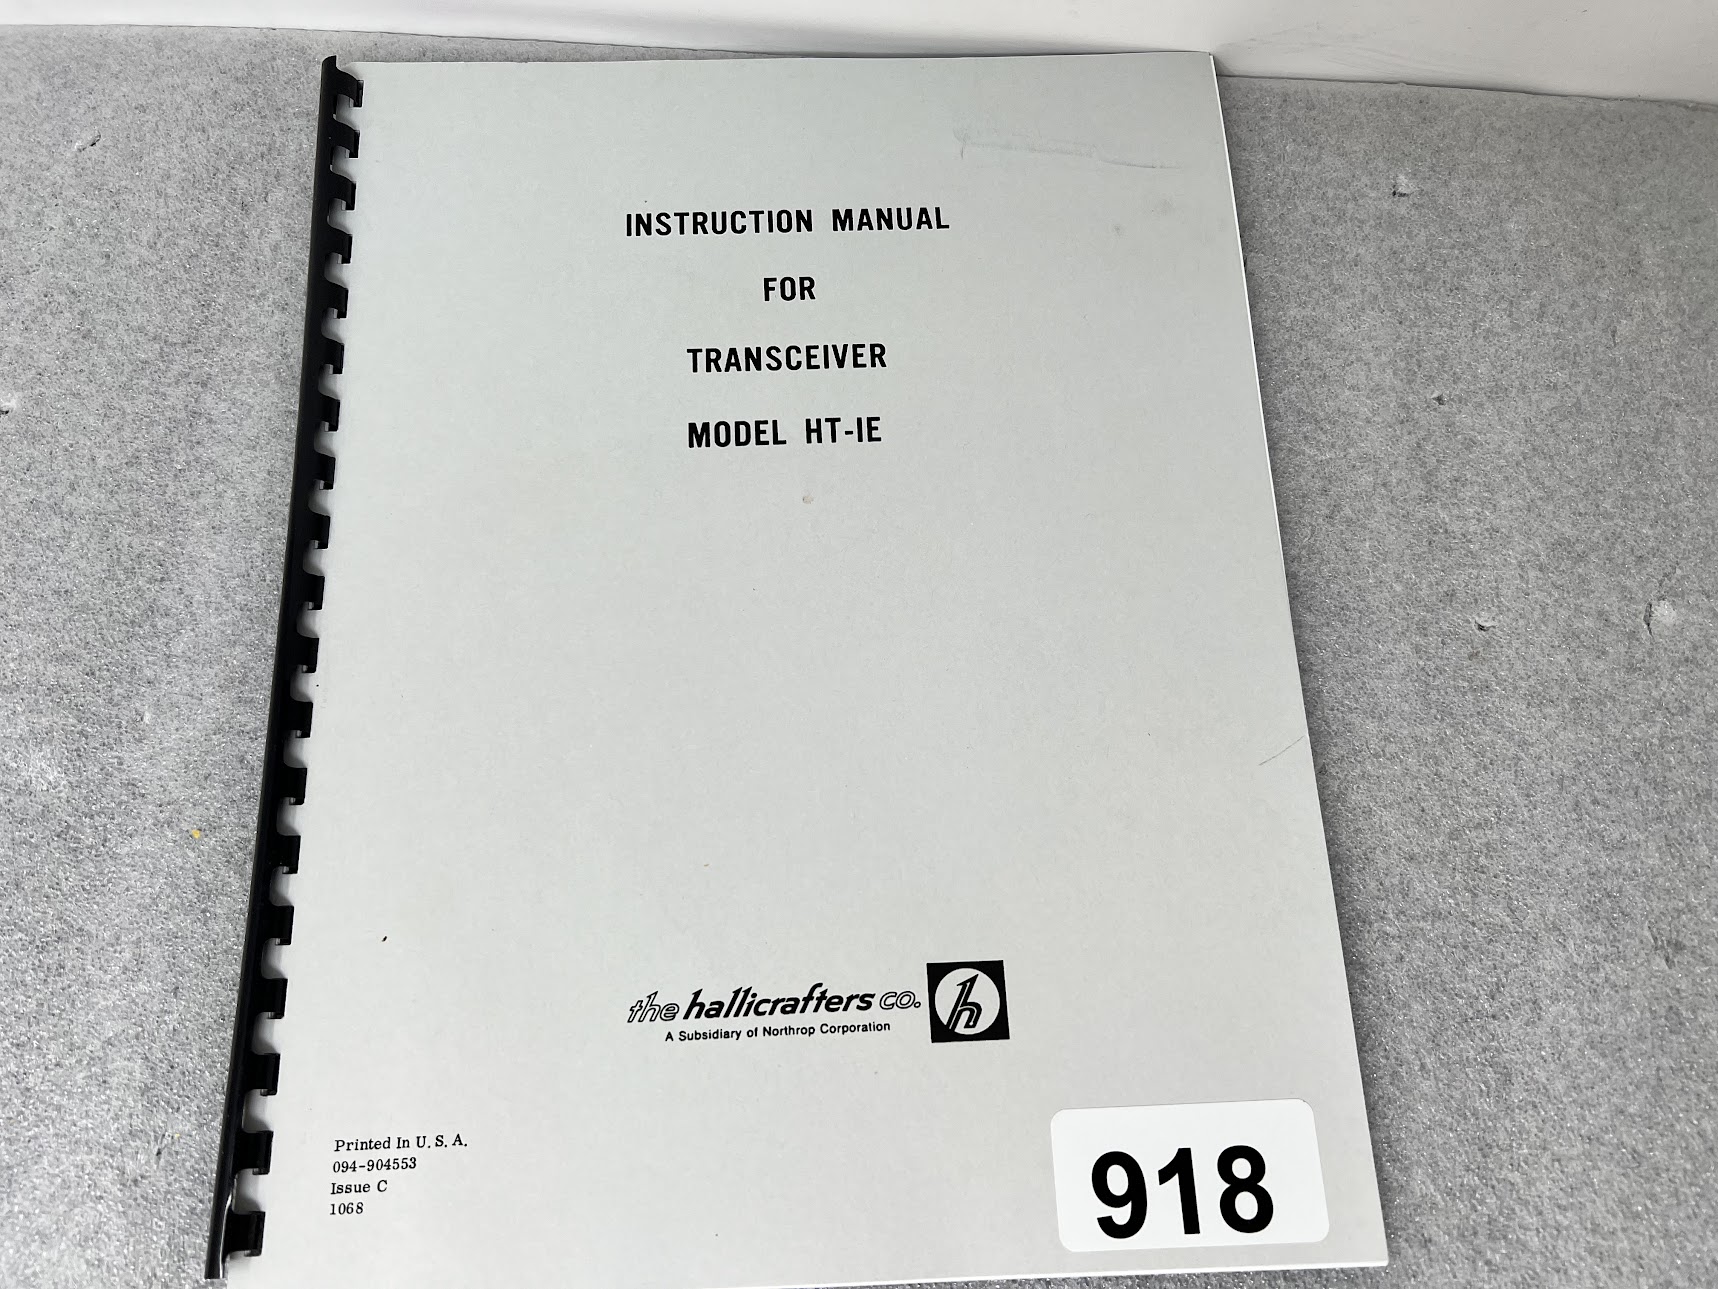 INSTRUCTION MANUAL
FOR
TRANSCEIVER
MODEL HT-IE
the hallicrafters co. h
A Subsidiary of Northrop Corporation
Printed In U. S. A.
094-904553
Issue C
1068
918